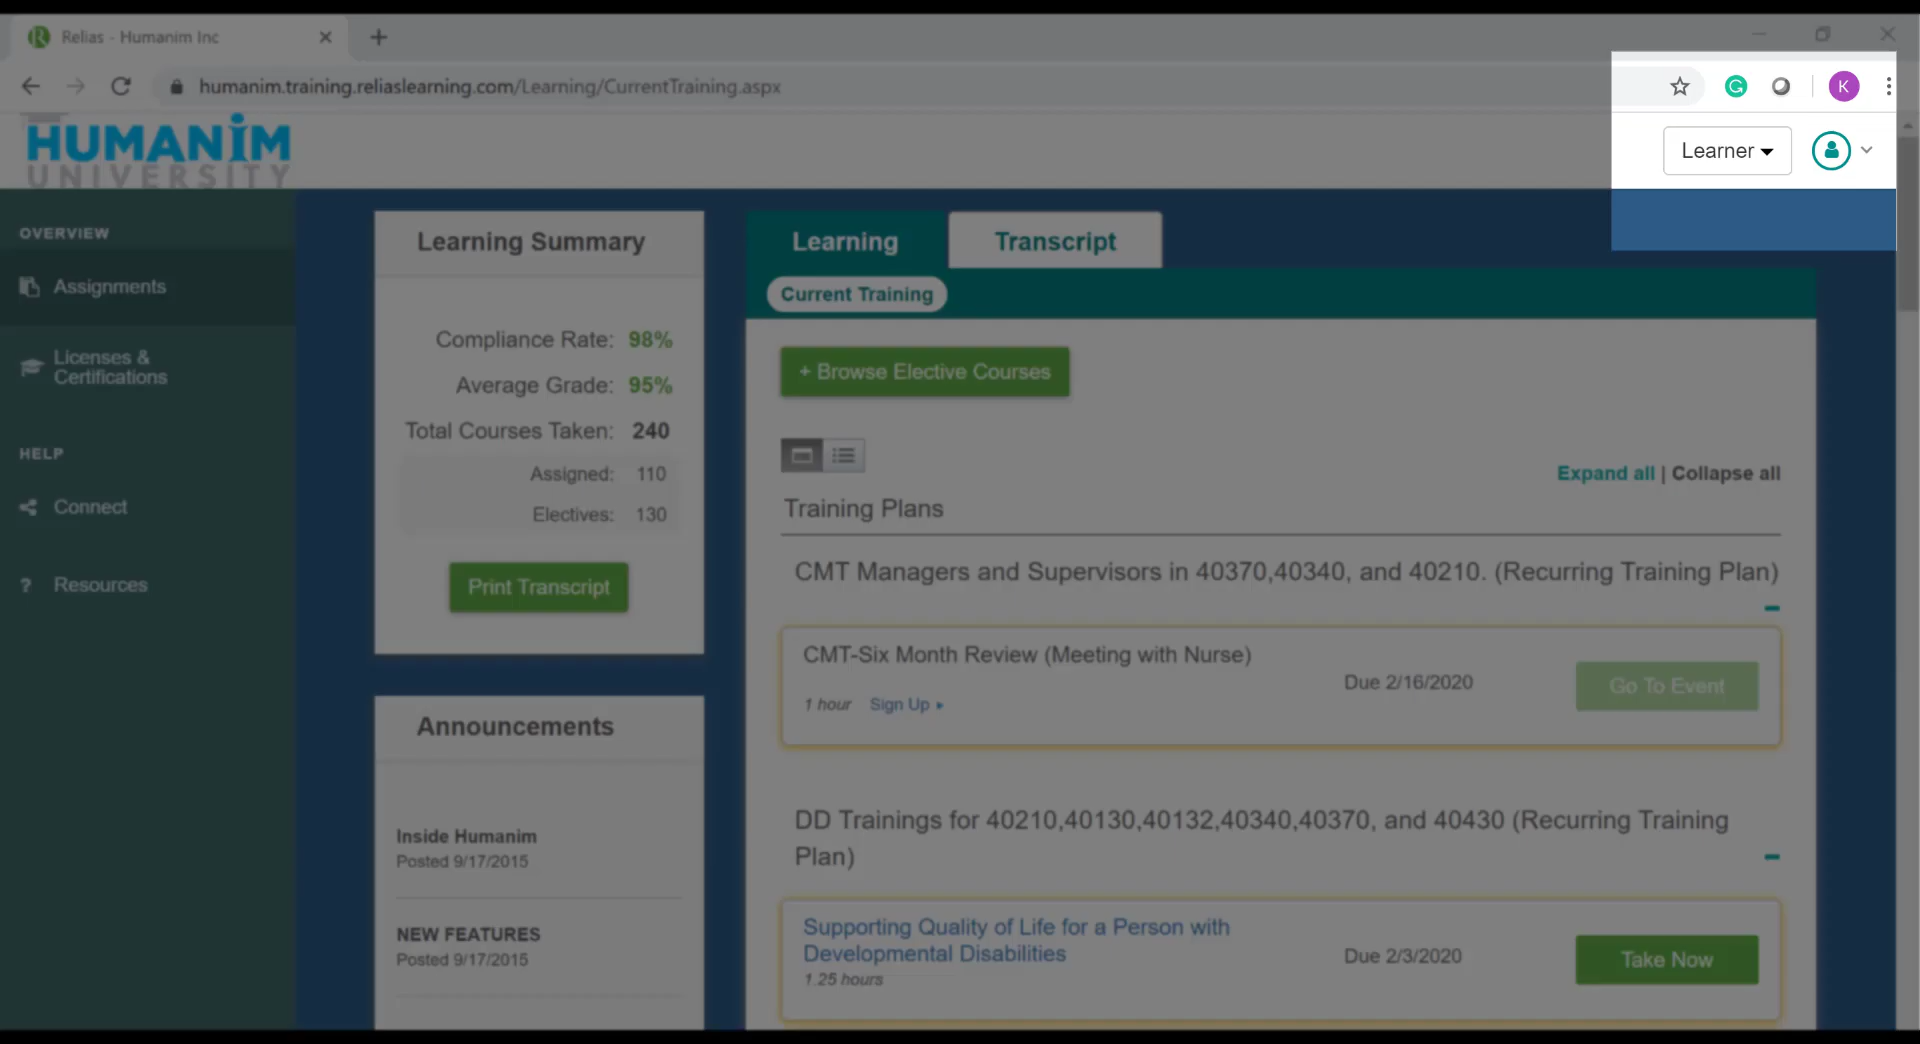 Relias - Humanim Inc
humanim.training.reliaslearning.com/Learning/CurrentTraining.aspx
K
HUMANIM
UNIVERSITY
Learner
OVERVIEW
Assignments
Licenses &
Certifications
HELP
Connect
? Resources
Learning Summary
Compliance Rate: 98%
Average Grade: 95%
Total Courses Taken: 240
Assigned: 110
Electives: 130
Print Transcript
Announcements
Inside Humanim
Posted 9/17/2015
NEW FEATURES
Posted 9/17/2015
Learning Transcript
Current Training
+ Browse Elective Courses
Expand all | Collapse all
Training Plans
CMT Managers and Supervisors in 40370,40340, and 40210. (Recurring Training Plan)
CMT-Six Month Review (Meeting with Nurse)
1 hour Sign Up
Due 2/16/2020
Go To Event
DD Trainings for 40210,40130,40132,40340,40370, and 40430 (Recurring Training
Plan)
Supporting Quality of Life for a Person with
Developmental Disabilities
1.25 hours
Due 2/3/2020
Take Now